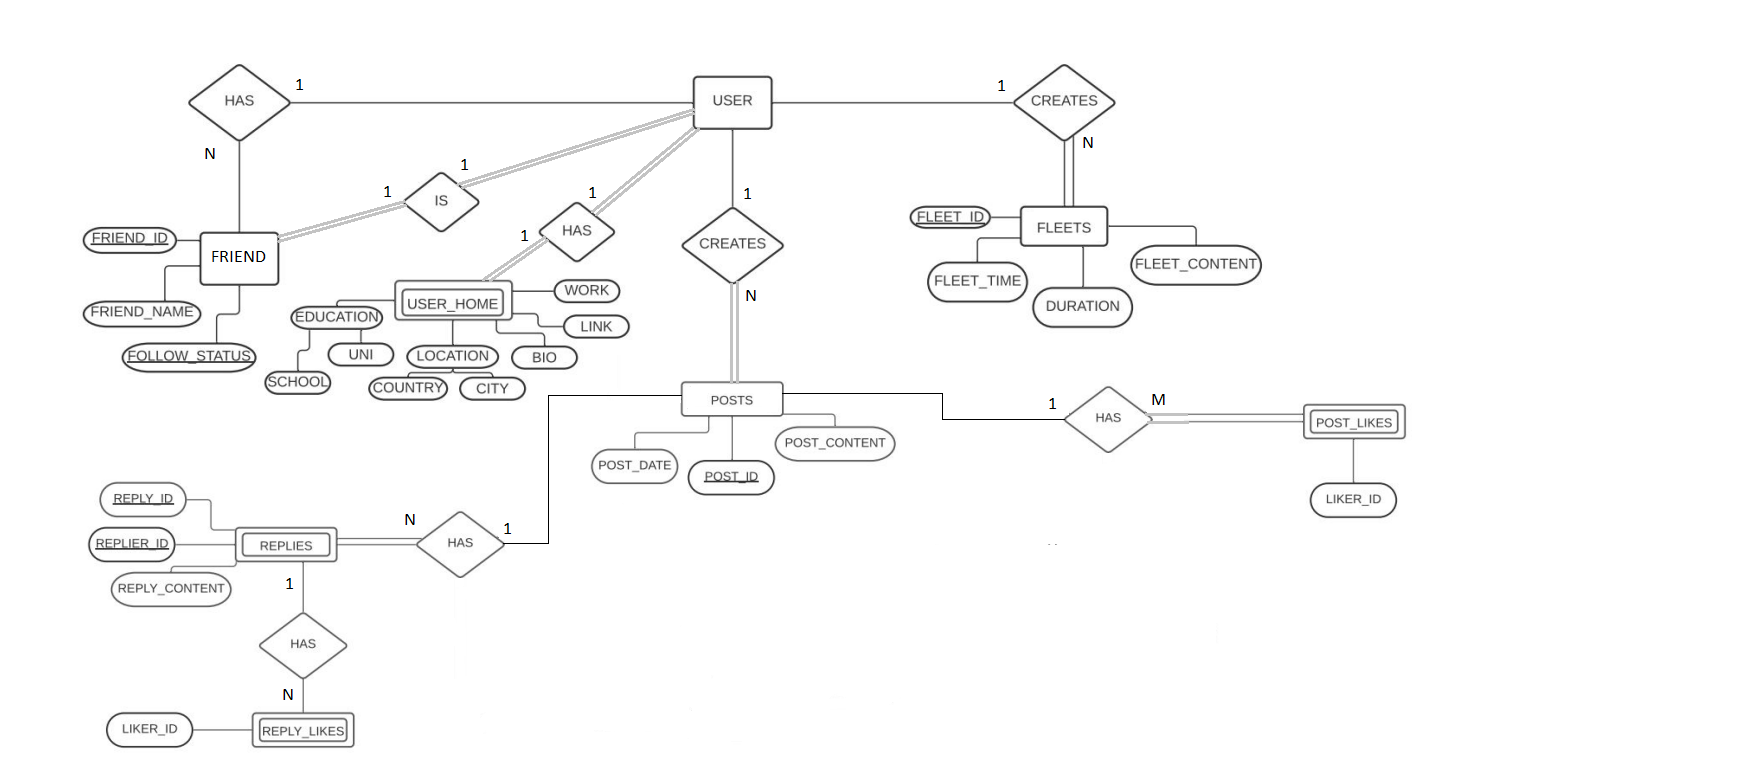 HAS
1
USER
1
CREATES
N
N
1
1
IS
1
1
HAS
1
CREATES
N
FRIEND_ID
FRIEND
FRIEND_NAME
FOLLOW_STATUS
FLEET_ID
FLEETS
FLEET_TIME
DURATION
FLEET_CONTENT
USER_HOME
WORK
EDUCATION
LINK
UNI
LOCATION
BIO
SCHOOL
COUNTRY
CITY
POSTS
POST_DATE
POST_ID
POST_CONTENT
1
HAS
M
POST_LIKES
LIKER_ID
REPLY_ID
REPLIER_ID
REPLIES
REPLY_CONTENT
N
HAS
1
1
HAS
N
LIKER_ID
REPLY_LIKES